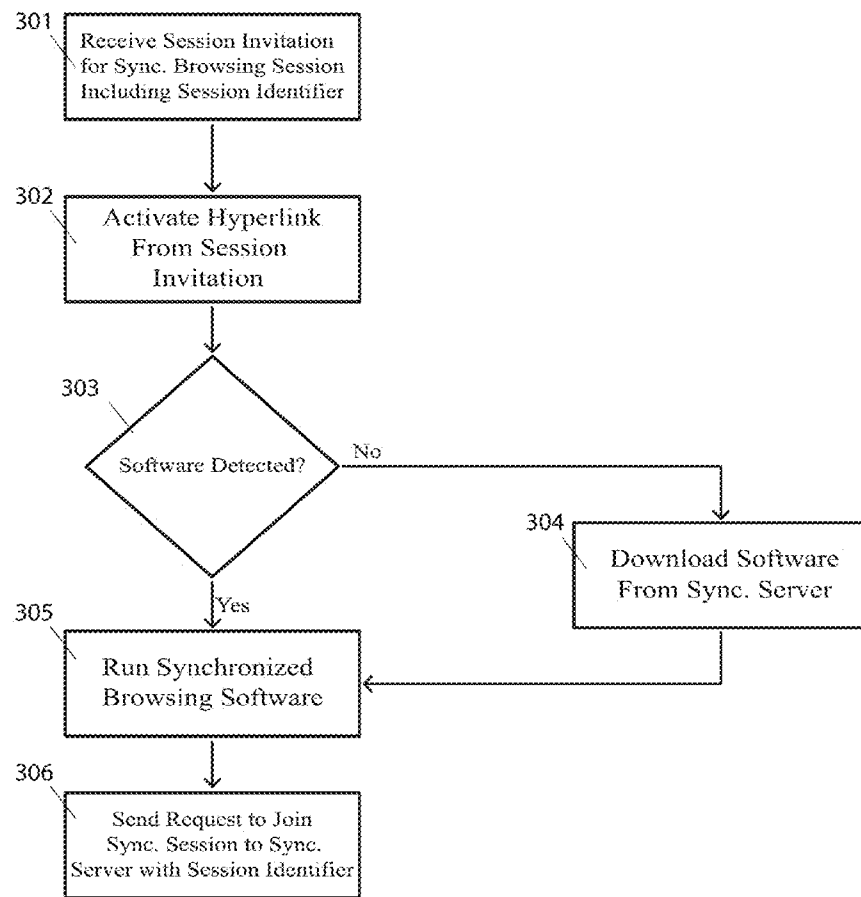 301
Receive Session Invitation
for Sync. Browsing Session
Including Session Identifier
302
Activate Hyperlink
From Session
Invitation
303
Software Detected?
No
304
Download Software
From Sync. Server
Yes
305
Run Synchronized
Browsing Software
306
Send Request to Join
Sync. Session to Sync.
Server with Session Identifier